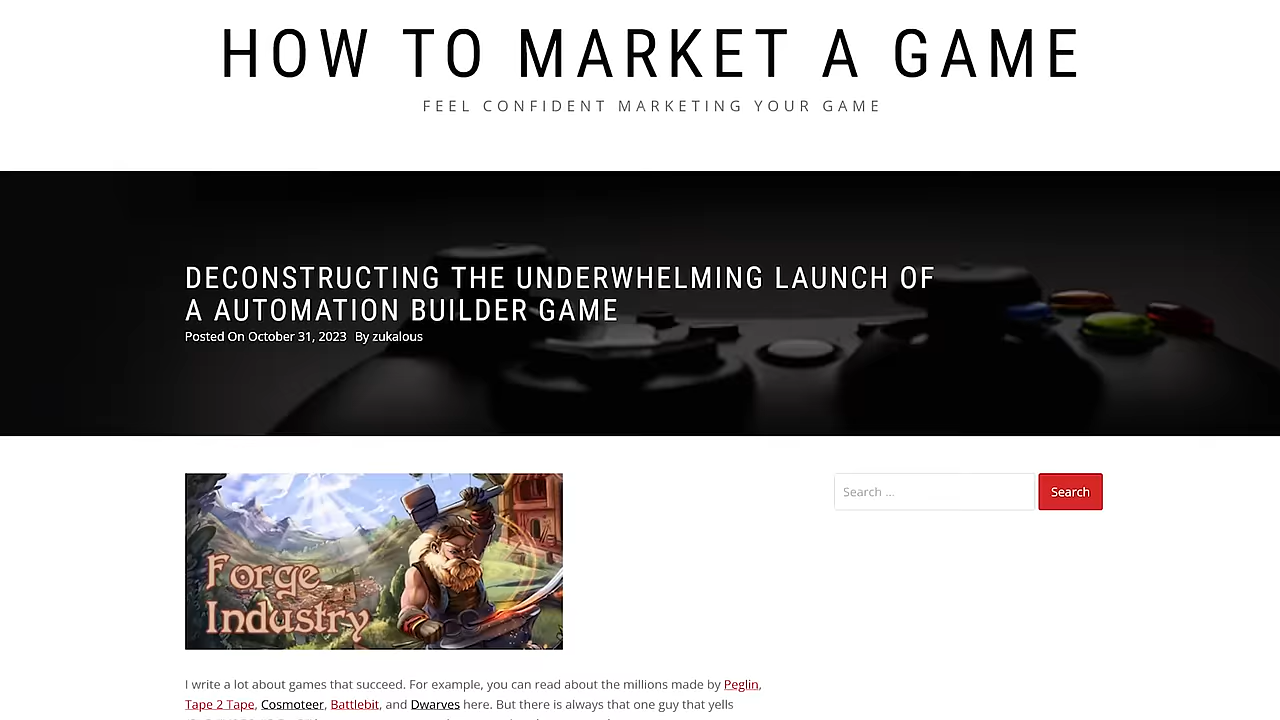 HOW TO MARKET A GAME
FEEL CONFIDENT MARKETING YOUR GAME
DECONSTRUCTING THE UNDERWHELMING LAUNCH OF
A AUTOMATION BUILDER GAME
Posted On October 31, 2023 By zukalous
Forge
Industry
Search ...
Search
I write a lot about games that succeed. For example, you can read about the millions made by Peglin,
Tape 2 Tape, Cosmoteer, Battlebit, and Dwarves here. But there is always that one guy that yells